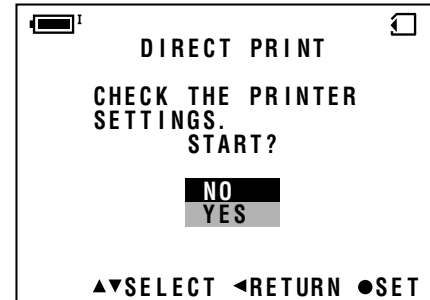 I
DIRECT PRINT
CHECK THE PRINTER
SETTINGS.
START?
NO
YES
▲▼SELECT ◄RETURN ●SET